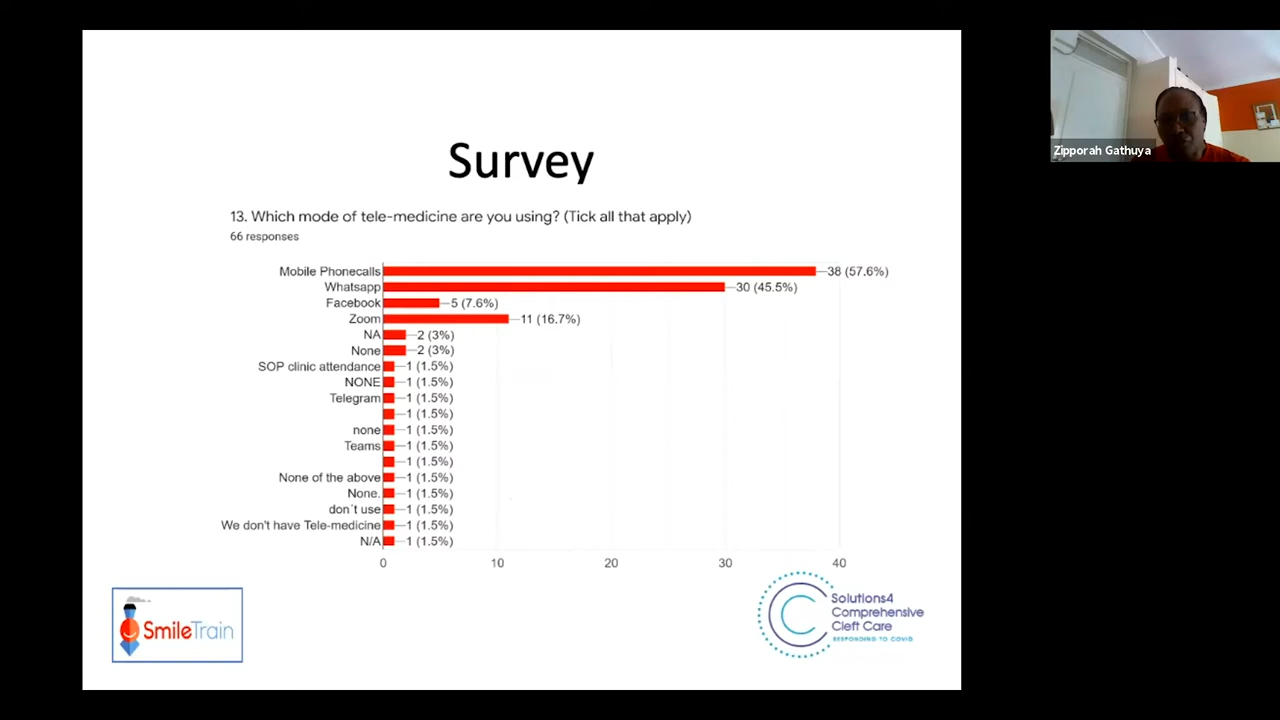 Survey
13. Which mode of tele-medicine are you using? (Tick all that apply)
66 responses
Mobile Phonecalls 38 (57.6%)
Whatsapp 30 (45.5%)
Facebook 5 (7.6%)
Zoom 11 (16.7%)
NA 2 (3%)
None 2 (3%)
SOP clinic attendance 1 (1.5%)
NONE 1 (1.5%)
Telegram 1 (1.5%)
1 (1.5%)
none 1 (1.5%)
Teams 1 (1.5%)
1 (1.5%)
None of the above 1 (1.5%)
None. 1 (1.5%)
don´t use 1 (1.5%)
We don't have Tele-medicine 1 (1.5%)
N/A 1 (1.5%)
0 10 20 30 40
SmileTrain
Solutions4
Comprehensive
Cleft Care
RESPONDING TO COVID
Zipporah Gathuya